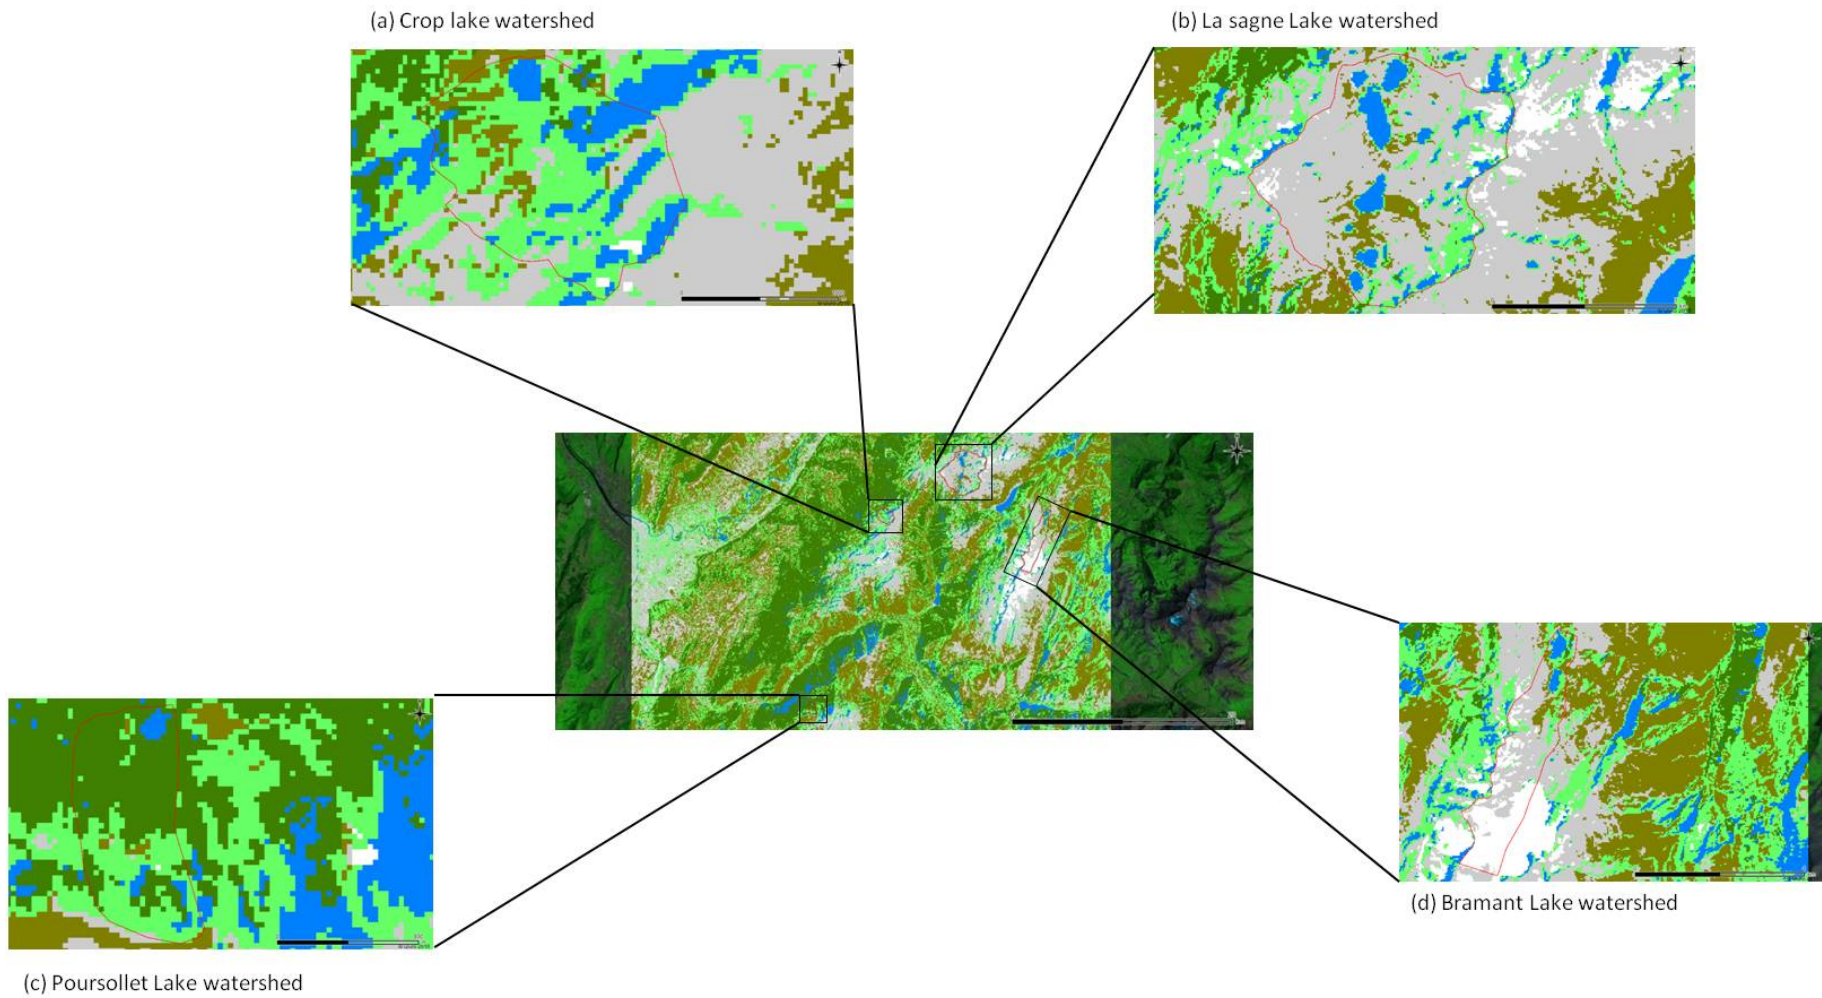 (a) Crop lake watershed
(b) La sagne Lake watershed
(d) Bramant Lake watershed
(c) Poursollet Lake watershed